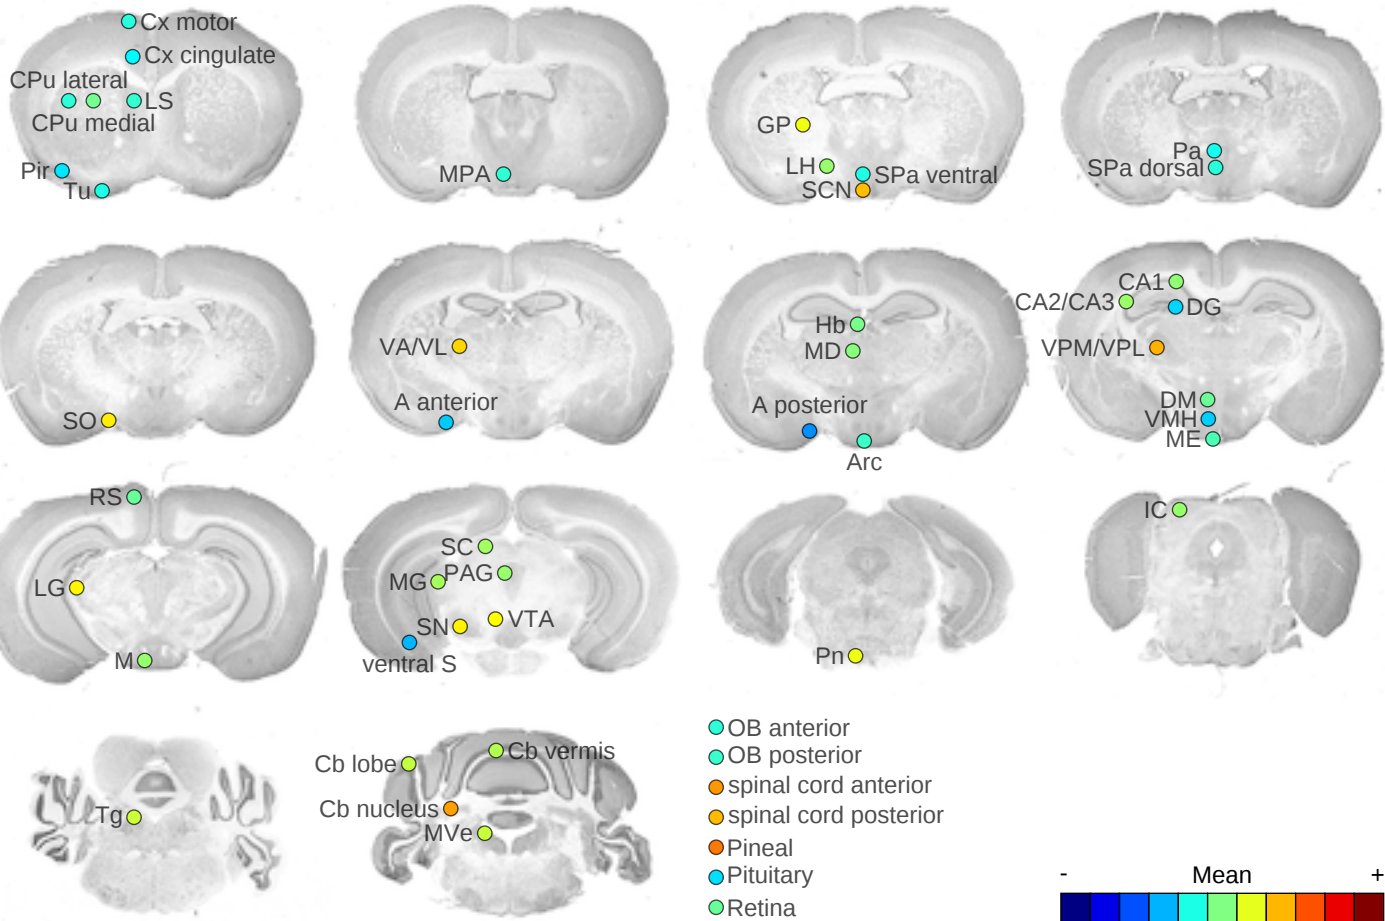 Cx motor
Cx cingulate
CPu lateral
LS
CPu medial
Pir
Tu
MPA
GP
LH
SPa ventral
SCN
Pa
SPa dorsal
SO
VA/VL
A anterior
Hb
MD
A posterior
Arc
CA1
CA2/CA3
DG
VPM/VPL
DM
VMH
ME
RS
LG
M
SC
MG
PAG
SN
VTA
ventral S
Pn
IC
Tg
Cb lobe
Cb vermis
Cb nucleus
MVe
OB anterior
OB posterior
spinal cord anterior
spinal cord posterior
Pineal
Pituitary
Retina
- Mean +